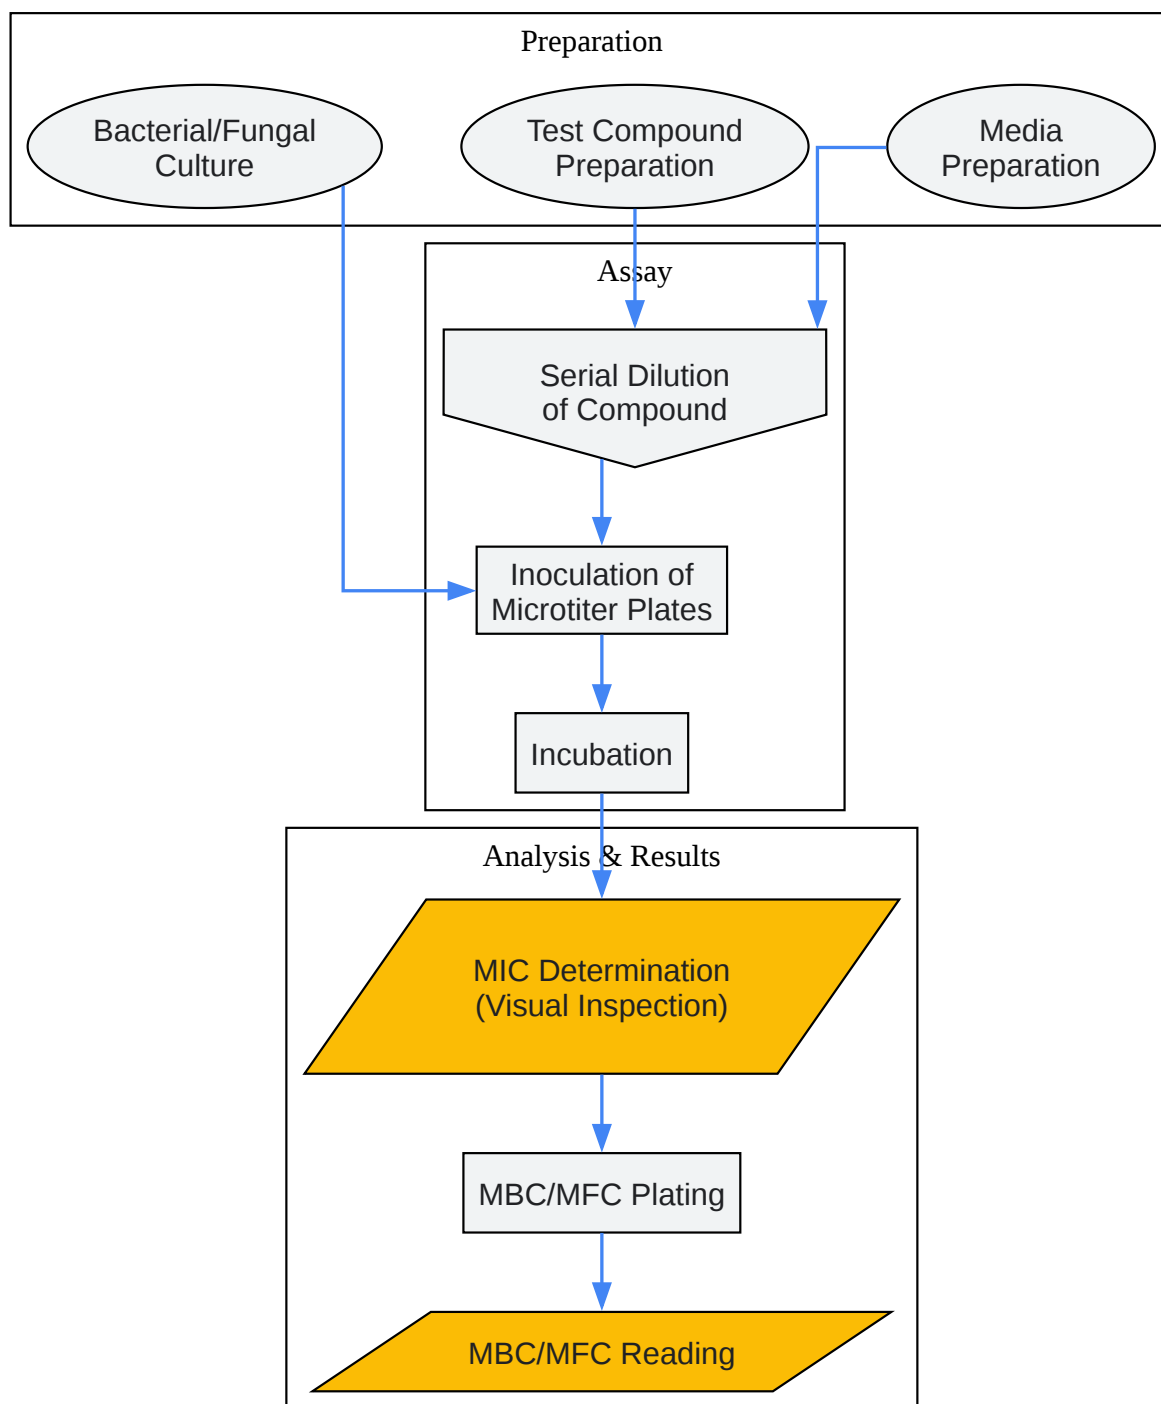 Preparation
Bacterial/Fungal
Culture
Test Compound
Preparation
Media
Preparation
Assay
Serial Dilution
of Compound
Inoculation of
Microtiter Plates
Incubation
Analysis & Results
MIC Determination
(Visual Inspection)
MBC/MFC Plating
MBC/MFC Reading